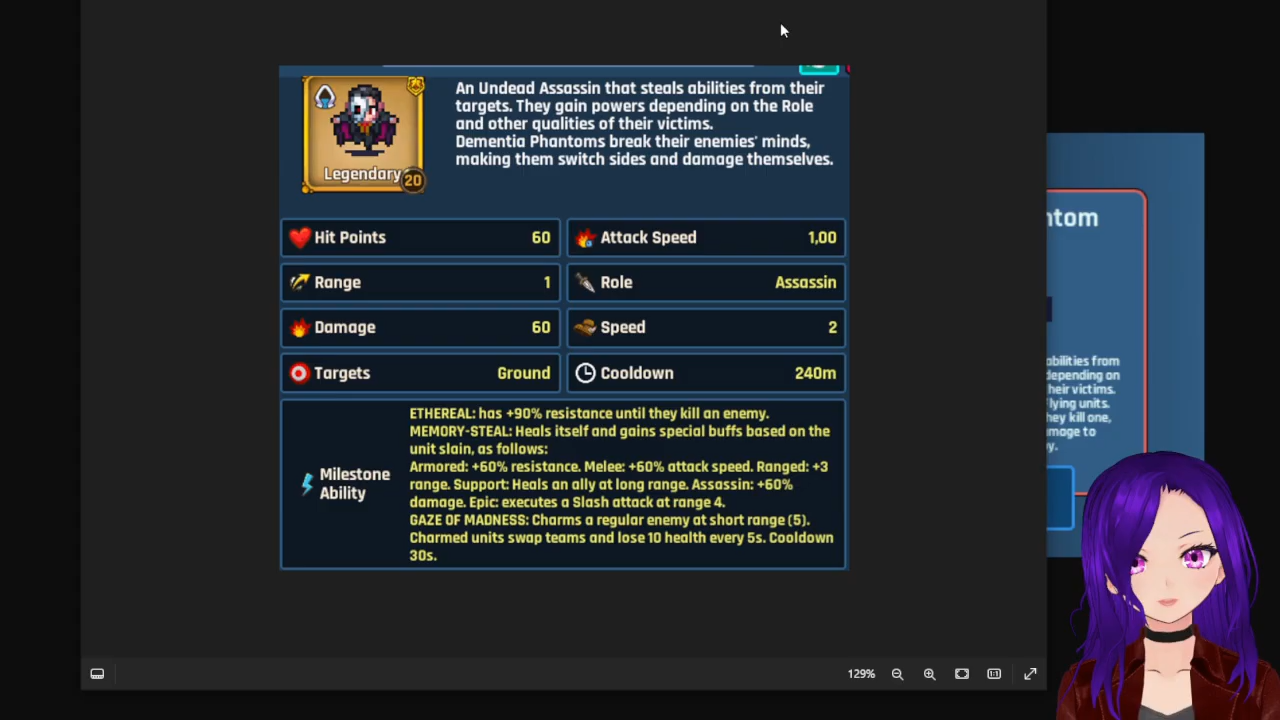 An Undead Assassin that steals abilities from their
targets. They gain powers depending on the Role
and other qualities of their victims.
Dementia Phantoms break their enemies' minds,
making them switch sides and damage themselves.
Legendary
20
Hit Points 60
Attack Speed 1,00
Range 1
Role Assassin
Damage 60
Speed 2
Targets Ground
Cooldown 240m
Milestone
Ability
ETHEREAL: has +90% resistance until they kill an enemy.
MEMORY-STEAL: Heals itself and gains special buffs based on the
unit slain, as follows:
Armored: +60% resistance. Melee: +60% attack speed. Ranged: +3
range. Support: Heals an ally at long range. Assassin: +60%
damage. Epic: executes a Slash attack at range 4.
GAZE OF MADNESS: Charms a regular enemy at short range (5).
Charmed units swap teams and lose 10 health every 5s. Cooldown
30s.
ntom
abilities from
depending on
their victims.
flying units.
they kill one,
mage to
y.
129%
1:1